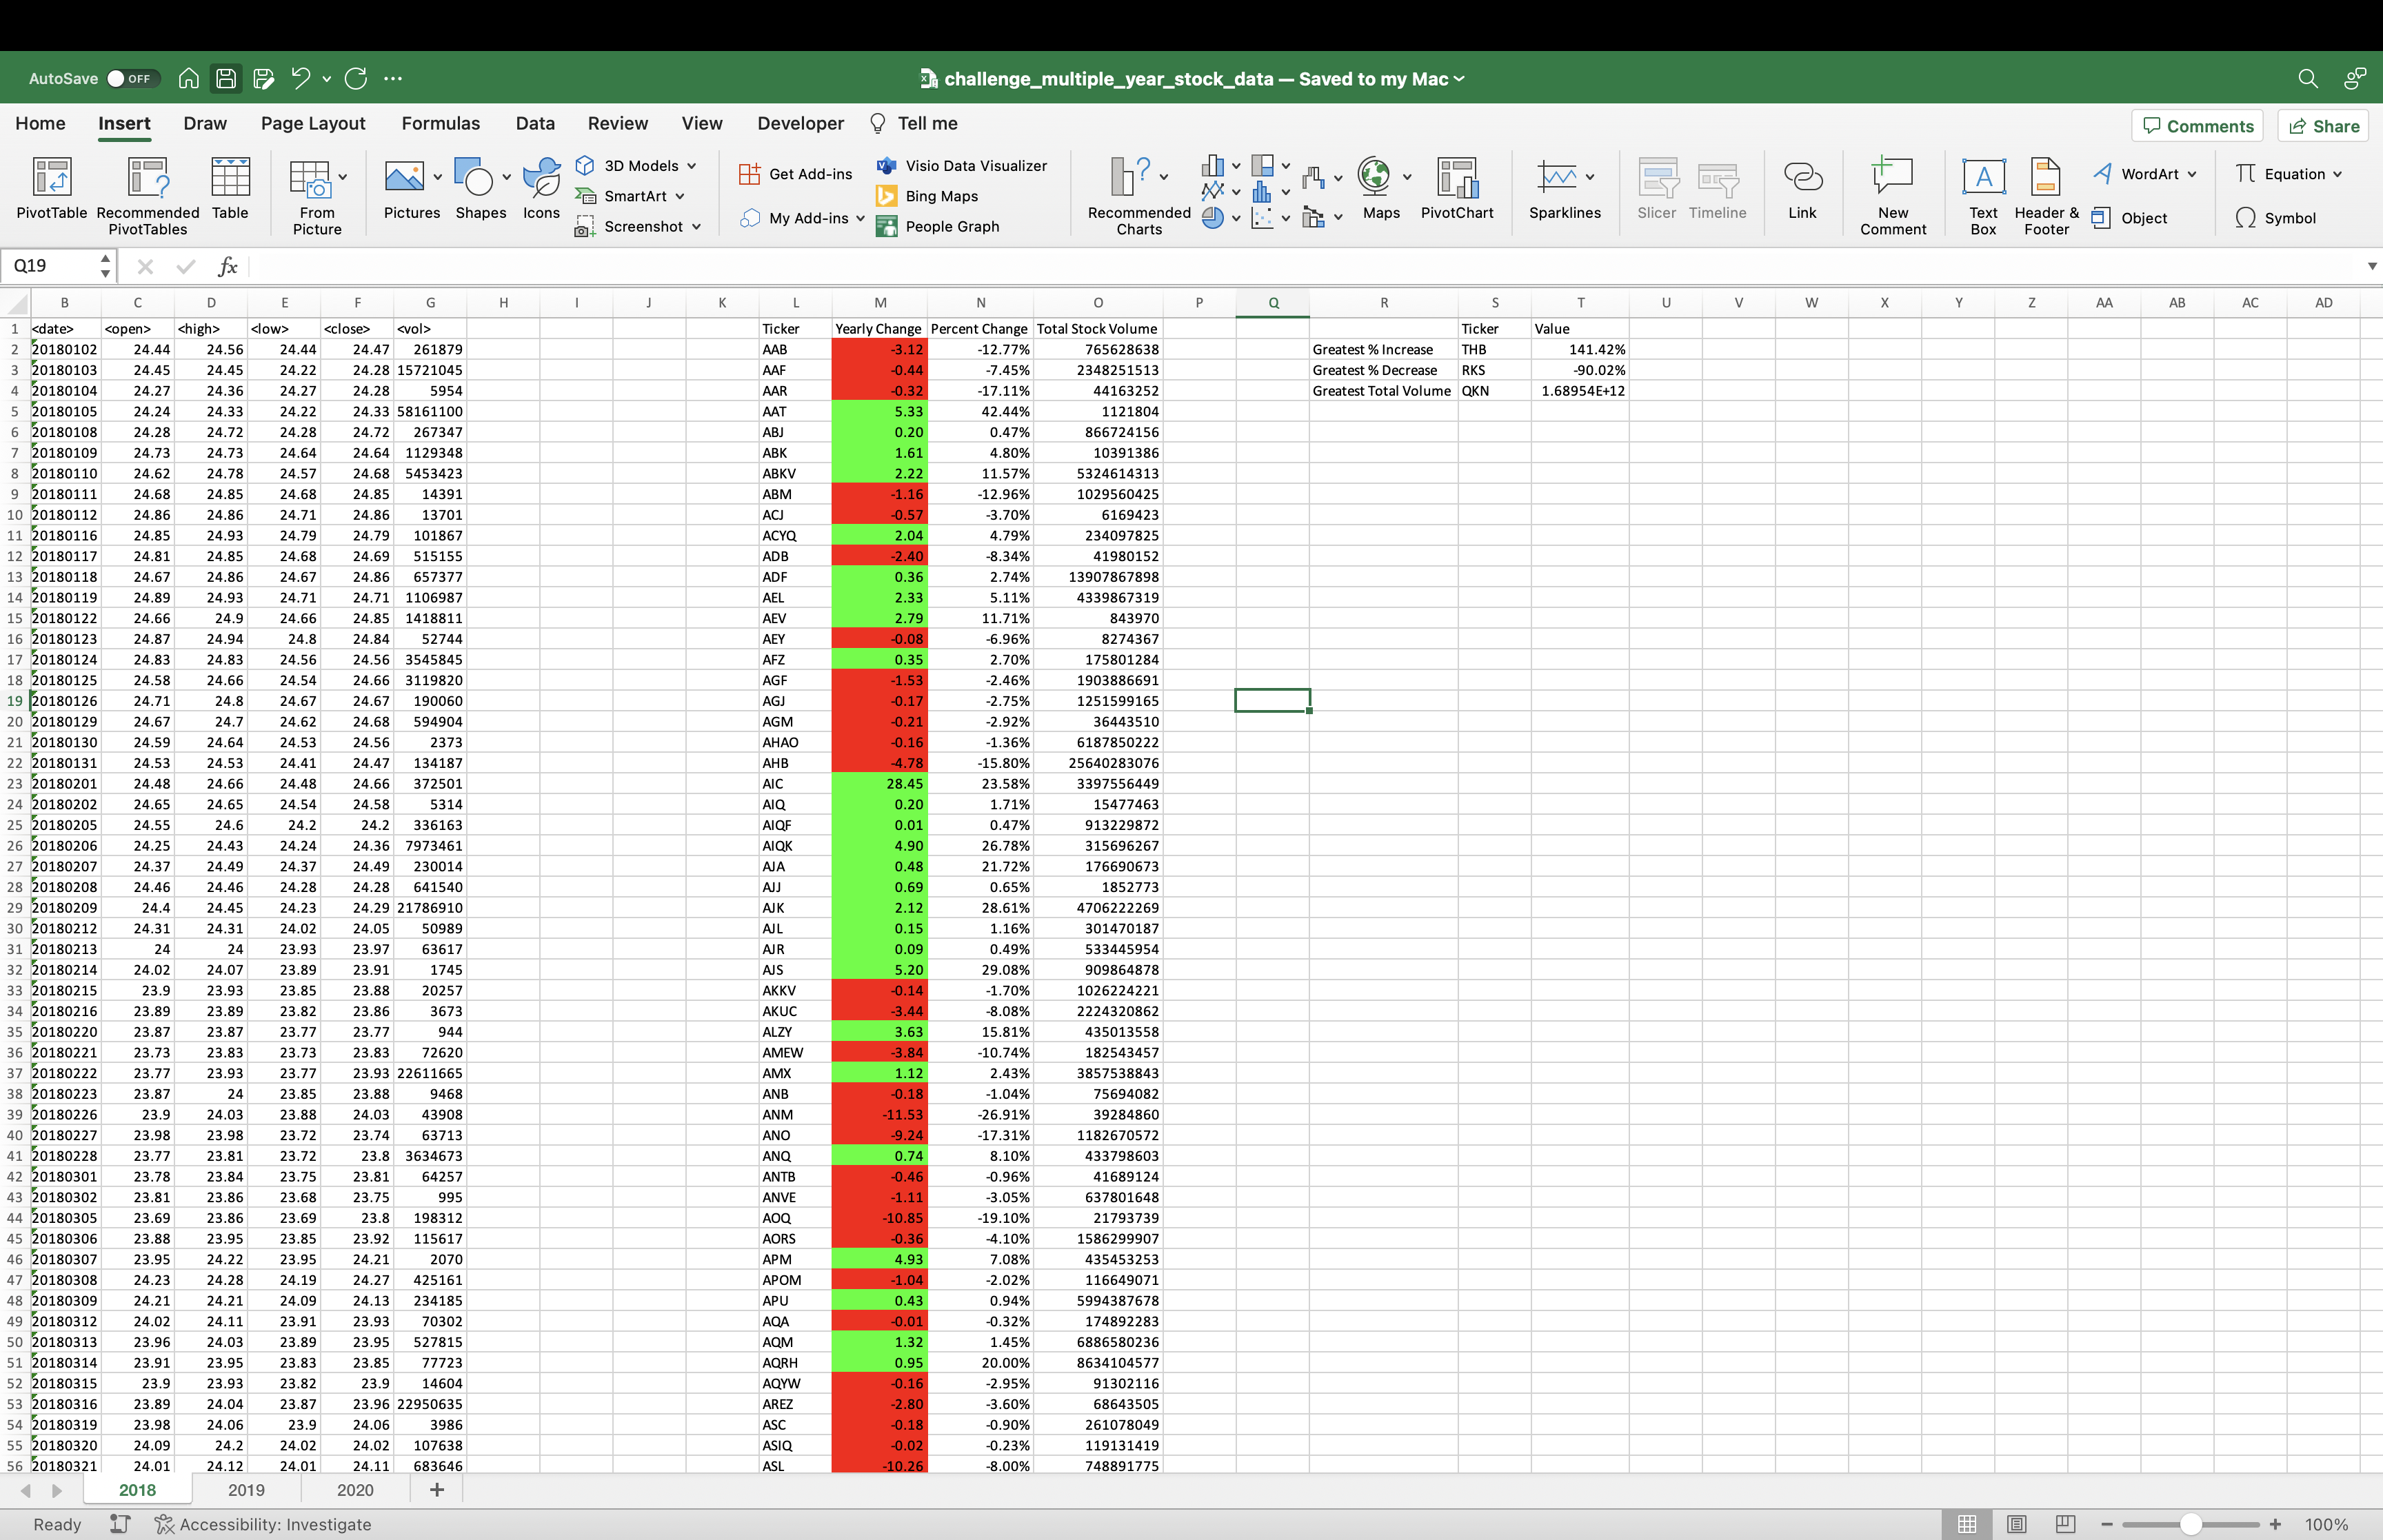 AutoSave OFF challenge_multiple_year_stock_data — Saved to my Mac
Home Insert Draw Page Layout Formulas Data Review View Developer Tell me Comments Share
PivotTable Recommended PivotTables Table From Picture Pictures Shapes Icons 3D Models SmartArt Screenshot Get Add-ins My Add-ins Visio Data Visualizer Bing Maps People Graph Recommended Charts Maps PivotChart Sparklines Slicer Timeline Link New Comment Text Box Header & Footer WordArt Object Equation Symbol
Q19 fx
B C D E F G H I J K L M N O P Q R S T U V W X Y Z AA AB AC AD
1 <date> <open> <high> <low> <close> <vol> Ticker Yearly Change Percent Change Total Stock Volume Ticker Value
2 20180102 24.44 24.56 24.44 24.47 261879 AAB -3.12 -12.77% 765628638 Greatest % Increase THB 141.42%
3 20180103 24.45 24.45 24.22 24.28 15721045 AAF -0.44 -7.45% 2348251513 Greatest % Decrease RKS -90.02%
4 20180104 24.27 24.36 24.27 24.28 5954 AAR -0.32 -17.11% 44163252 Greatest Total Volume QKN 1.68954E+12
5 20180105 24.24 24.33 24.22 24.33 58161100 AAT 5.33 42.44% 1121804
6 20180108 24.28 24.72 24.28 24.72 267347 ABJ 0.20 0.47% 866724156
7 20180109 24.73 24.73 24.64 24.64 1129348 ABK 1.61 4.80% 10391386
8 20180110 24.62 24.78 24.57 24.68 5453423 ABKV 2.22 11.57% 5324614313
9 20180111 24.68 24.85 24.68 24.85 14391 ABM -1.16 -12.96% 1029560425
10 20180112 24.86 24.86 24.71 24.86 13701 ACJ -0.57 -3.70% 6169423
11 20180116 24.85 24.93 24.79 24.79 101867 ACYQ 2.04 4.79% 234097825
12 20180117 24.81 24.85 24.68 24.69 515155 ADB -2.40 -8.34% 41980152
13 20180118 24.67 24.86 24.67 24.86 657377 ADF 0.36 2.74% 13907867898
14 20180119 24.89 24.93 24.71 24.71 1106987 AEL 2.33 5.11% 4339867319
15 20180122 24.66 24.9 24.66 24.85 1418811 AEV 2.79 11.71% 843970
16 20180123 24.87 24.94 24.8 24.84 52744 AEY -0.08 -6.96% 8274367
17 20180124 24.83 24.83 24.56 24.56 3545845 AFZ 0.35 2.70% 175801284
18 20180125 24.58 24.66 24.54 24.66 3119820 AGF -1.53 -2.46% 1903886691
19 20180126 24.71 24.8 24.67 24.67 190060 AGJ -0.17 -2.75% 1251599165
20 20180129 24.67 24.7 24.62 24.68 594904 AGM -0.21 -2.92% 36443510
21 20180130 24.59 24.64 24.53 24.56 2373 AHAO -0.16 -1.36% 6187850222
22 20180131 24.53 24.53 24.41 24.47 134187 AHB -4.78 -15.80% 25640283076
23 20180201 24.48 24.66 24.48 24.66 372501 AIC 28.45 23.58% 3397556449
24 20180202 24.65 24.65 24.54 24.58 5314 AIQ 0.20 1.71% 15477463
25 20180205 24.55 24.6 24.2 24.2 336163 AIQF 0.01 0.47% 913229872
26 20180206 24.25 24.43 24.24 24.36 7973461 AIQK 4.90 26.78% 315696267
27 20180207 24.37 24.49 24.37 24.49 230014 AJA 0.48 21.72% 176690673
28 20180208 24.46 24.46 24.28 24.28 641540 AJJ 0.69 0.65% 1852773
29 20180209 24.4 24.45 24.23 24.29 21786910 AJK 2.12 28.61% 4706222269
30 20180212 24.31 24.31 24.02 24.05 50989 AJL 0.15 1.16% 301470187
31 20180213 24 24 23.93 23.97 63617 AJR 0.09 0.49% 533445954
32 20180214 24.02 24.07 23.89 23.91 1745 AJS 5.20 29.08% 909864878
33 20180215 23.9 23.93 23.85 23.88 20257 AKKV -0.14 -1.70% 1026224221
34 20180216 23.89 23.89 23.82 23.86 3673 AKUC -3.44 -8.08% 2224320862
35 20180220 23.87 23.87 23.77 23.77 944 ALZY 3.63 15.81% 435013558
36 20180221 23.73 23.83 23.73 23.83 72620 AMEW -3.84 -10.74% 182543457
37 20180222 23.77 23.93 23.77 23.93 22611665 AMX 1.12 2.43% 3857538843
38 20180223 23.87 24 23.85 23.88 9468 ANB -0.18 -1.04% 75694082
39 20180226 23.9 24.03 23.88 24.03 43908 ANM -11.53 -26.91% 39284860
40 20180227 23.98 23.98 23.72 23.74 63713 ANO -9.24 -17.31% 1182670572
41 20180228 23.77 23.81 23.72 23.8 3634673 ANQ 0.74 8.10% 433798603
42 20180301 23.78 23.84 23.75 23.81 64257 ANTB -0.46 -0.96% 41689124
43 20180302 23.81 23.86 23.68 23.75 995 ANVE -1.11 -3.05% 637801648
44 20180305 23.69 23.86 23.69 23.8 198312 AOQ -10.85 -19.10% 21793739
45 20180306 23.88 23.95 23.85 23.92 115617 AORS -0.36 -4.10% 1586299907
46 20180307 23.95 24.22 23.95 24.21 2070 APM 4.93 7.08% 435453253
47 20180308 24.23 24.28 24.19 24.27 425161 APOM -1.04 -2.02% 116649071
48 20180309 24.21 24.21 24.09 24.13 234185 APU 0.43 0.94% 5994387678
49 20180312 24.02 24.11 23.91 23.93 70302 AQA -0.01 -0.32% 174892283
50 20180313 23.96 24.03 23.89 23.95 527815 AQM 1.32 1.45% 6886580236
51 20180314 23.91 23.95 23.83 23.85 77723 AQRH 0.95 20.00% 8634104577
52 20180315 23.9 23.93 23.82 23.9 14604 AQYW -0.16 -2.95% 91302116
53 20180316 23.89 24.04 23.87 23.96 22950635 AREZ -2.80 -3.60% 68643505
54 20180319 23.98 24.06 23.9 24.06 3986 ASC -0.18 -0.90% 261078049
55 20180320 24.09 24.2 24.02 24.02 107638 ASIQ -0.02 -0.23% 119131419
56 20180321 24.01 24.12 24.01 24.11 683646 ASL -10.26 -8.00% 748891775
2018 2019 2020
Ready Accessibility: Investigate 100%